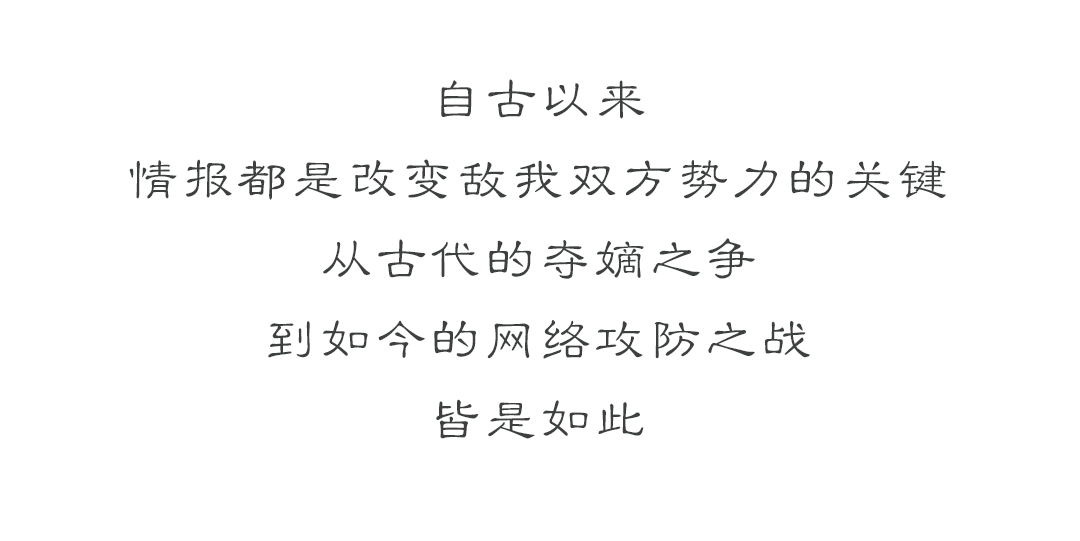 自古以来
情报都是改变敌我双方势力的关键
从古代的夺嫡之争
到如今的网络攻防之战
皆是如此